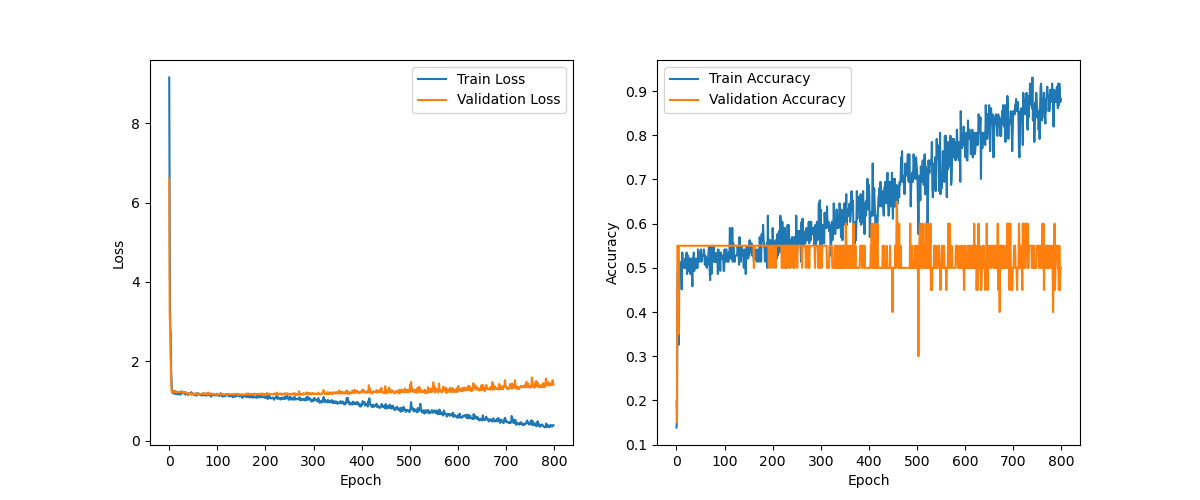 Train Loss
Validation Loss
8
6
4
2
0
Loss
0 100 200 300 400 500 600 700 800
Epoch
Train Accuracy
Validation Accuracy
0.9
0.8
0.7
0.6
0.5
0.4
0.3
0.2
0.1
Accuracy
0 100 200 300 400 500 600 700 800
Epoch